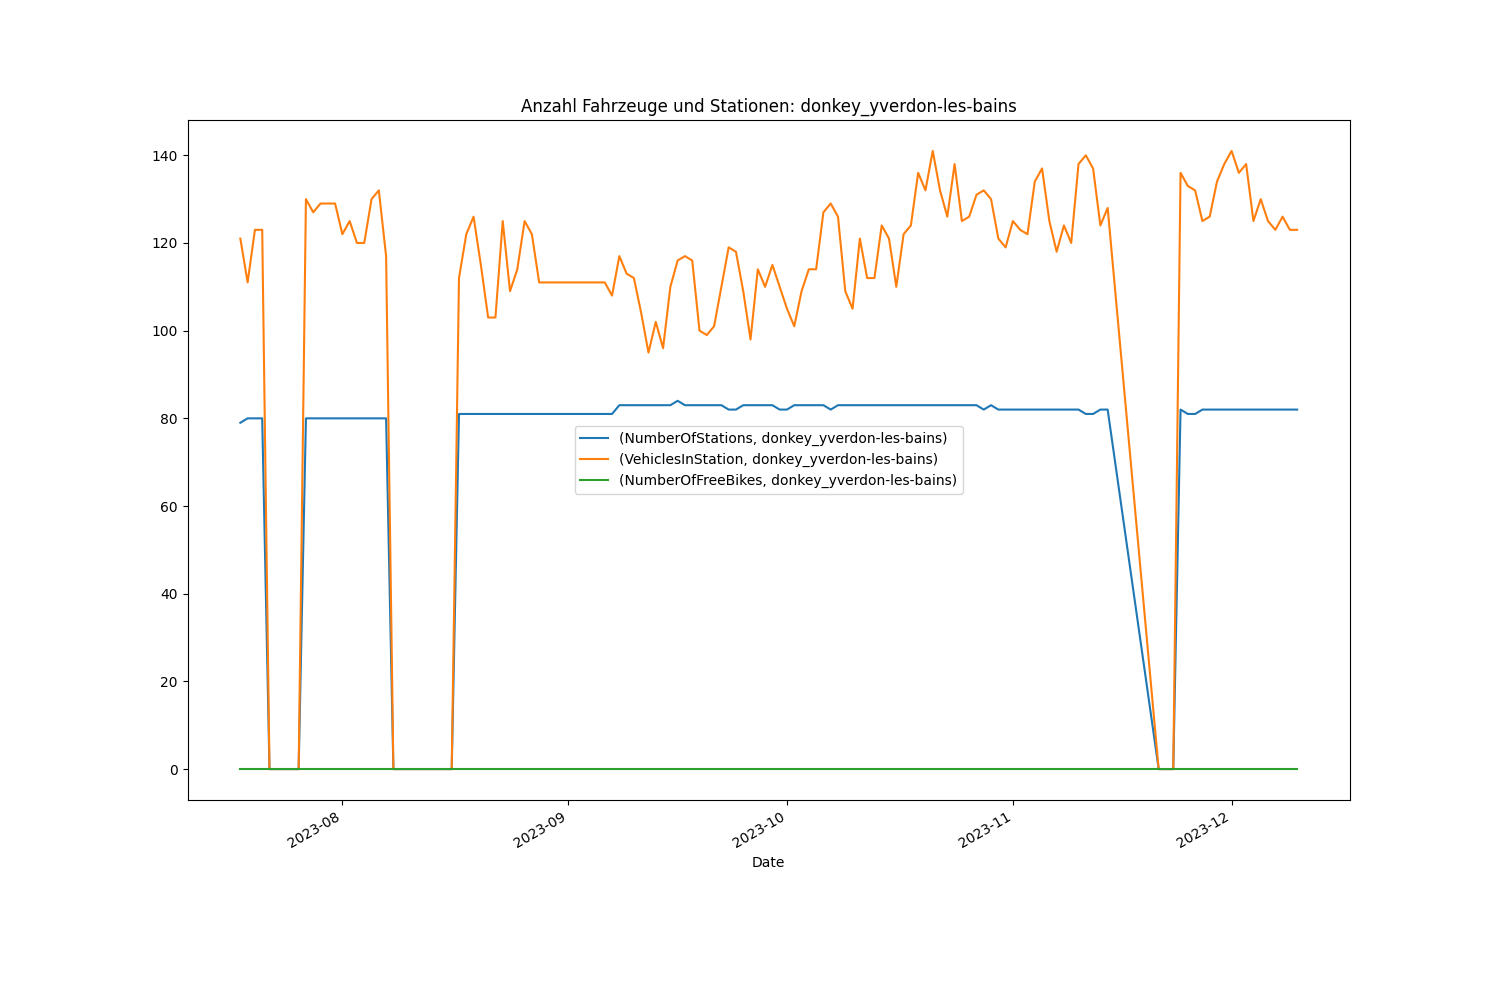 Anzahl Fahrzeuge und Stationen: donkey_yverdon-les-bains
140
120
100
80
60
40
20
0
(NumberOfStations, donkey_yverdon-les-bains)
(VehiclesInStation, donkey_yverdon-les-bains)
(NumberOfFreeBikes, donkey_yverdon-les-bains)
2023-08
2023-09
2023-10
2023-11
2023-12
Date